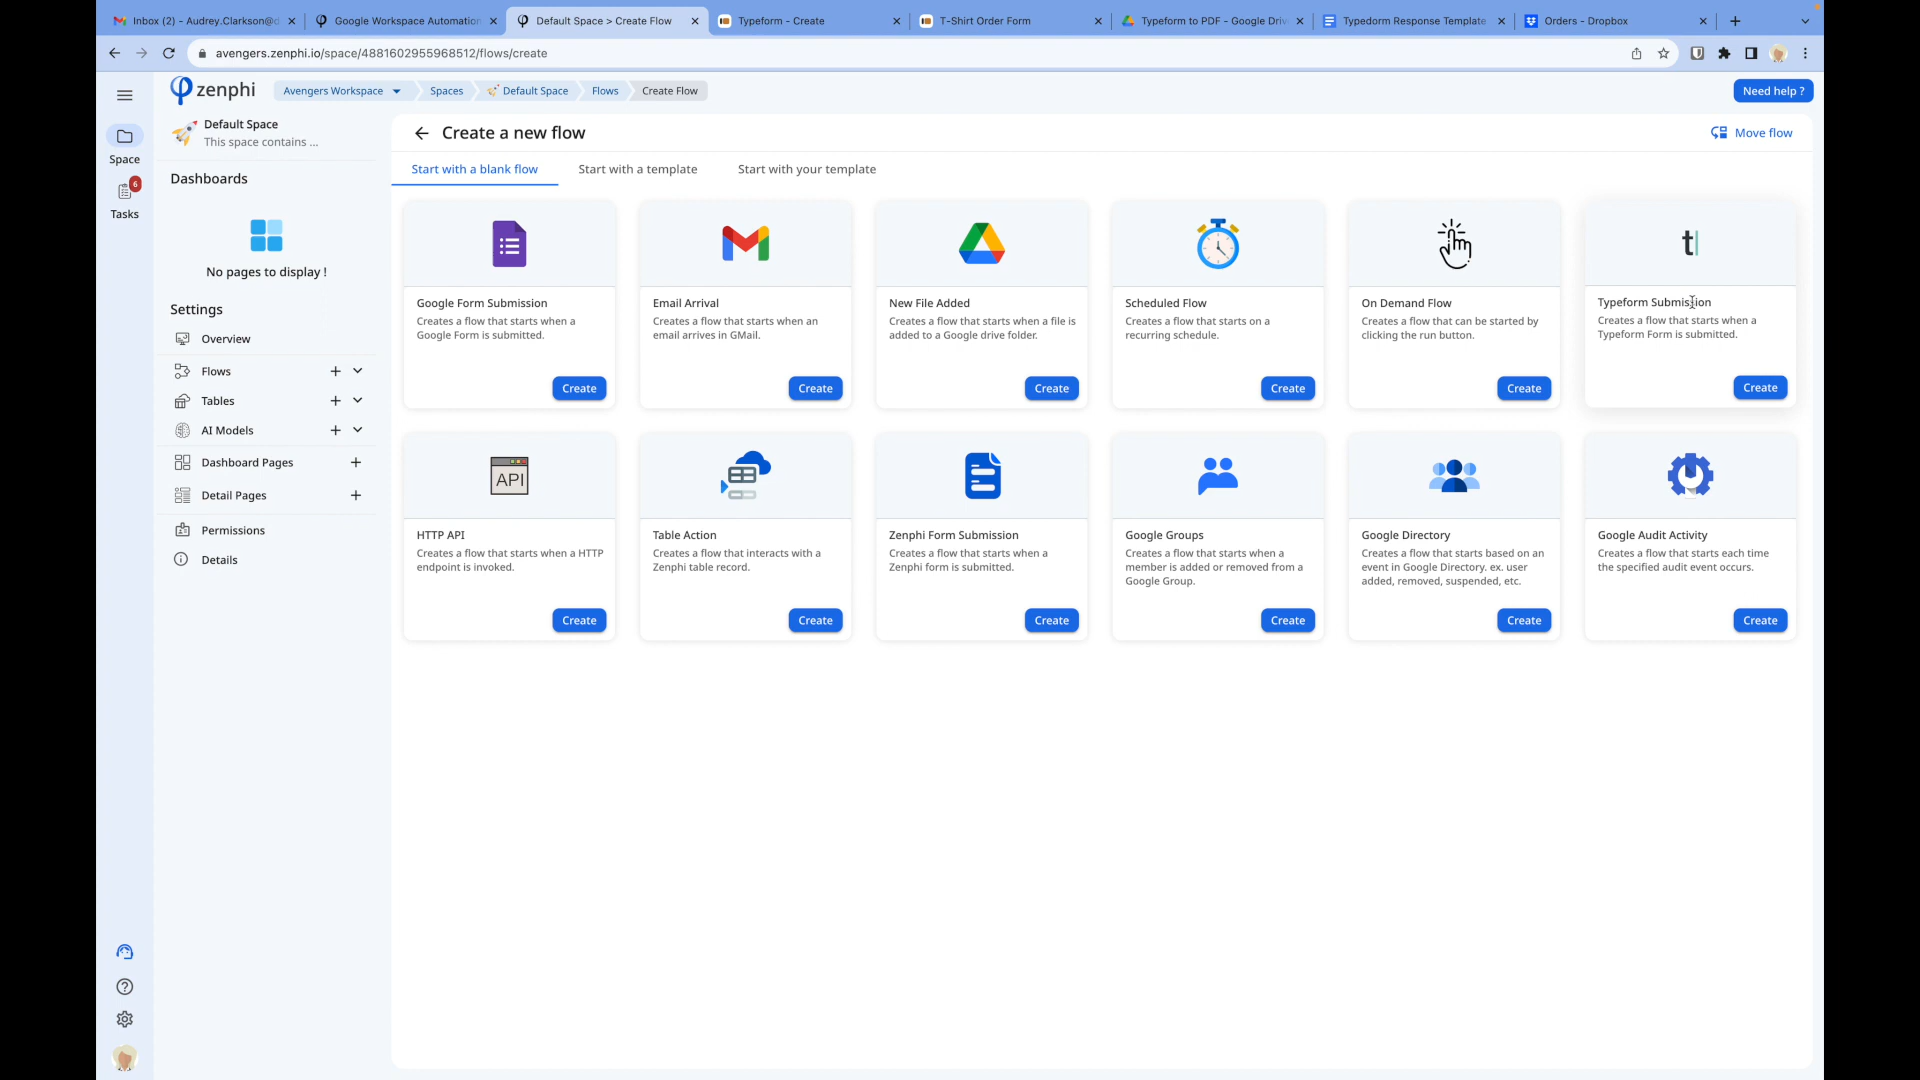 Inbox (2) - Audrey.Clarkson@d
Google Workspace Automation
Default Space > Create Flow
Typeform - Create
T-Shirt Order Form
Typeform to PDF - Google Driv
Typedorm Response Template
Orders - Dropbox
avengers.zenphi.io/space/4881602955968512/flows/create
zenphi
Avengers Workspace
Spaces
Default Space
Flows
Create Flow
Need help ?
Space
6
Tasks
Default Space
This space contains ...
Dashboards
No pages to display !
Settings
Overview
Flows
Tables
AI Models
Dashboard Pages
Detail Pages
Permissions
Details
Create a new flow
Move flow
Start with a blank flow
Start with a template
Start with your template
Google Form Submission
Creates a flow that starts when a
Google Form is submitted.
Create
Email Arrival
Creates a flow that starts when an
email arrives in GMail.
Create
New File Added
Creates a flow that starts when a file is
added to a Google drive folder.
Create
Scheduled Flow
Creates a flow that starts on a
recurring schedule.
Create
On Demand Flow
Creates a flow that can be started by
clicking the run button.
Create
t
Typeform Submission
Creates a flow that starts when a
Typeform Form is submitted.
Create
API
HTTP API
Creates a flow that starts when a HTTP
endpoint is invoked.
Create
Table Action
Creates a flow that interacts with a
Zenphi table record.
Create
Zenphi Form Submission
Creates a flow that starts when a
Zenphi form is submitted.
Create
Google Groups
Creates a flow that starts when a
member is added or removed from a
Google Group.
Create
Google Directory
Creates a flow that starts based on an
event in Google Directory. ex. user
added, removed, suspended, etc.
Create
Google Audit Activity
Creates a flow that starts each time
the specified audit event occurs.
Create